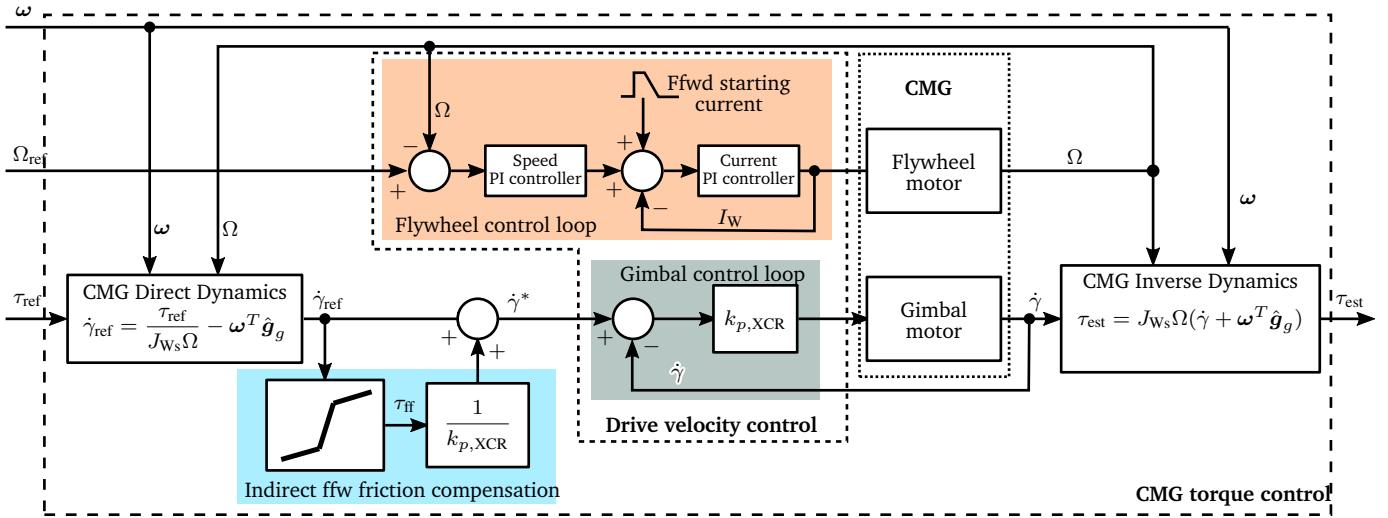 ω
Ω
Ffwd starting
current
CMG
Ω_ref
−
+
Speed
PI controller
+
+
−
Current
PI controller
Flywheel
motor
Ω
I_W
Flywheel control loop
ω
Ω
ω
τ_ref
CMG Direct Dynamics
γ̇_ref = τ_ref / (J_Ws Ω) − ω^T ĝ_g
γ̇_ref
+
+
γ̇*
Gimbal control loop
+
−
k_{p,XCR}
γ̇
Gimbal
motor
γ̇
CMG Inverse Dynamics
τ_est = J_Ws Ω(γ̇ + ω^T ĝ_g)
τ_est
τ_ff
1 / k_{p,XCR}
Drive velocity control
Indirect ffw friction compensation
CMG torque control